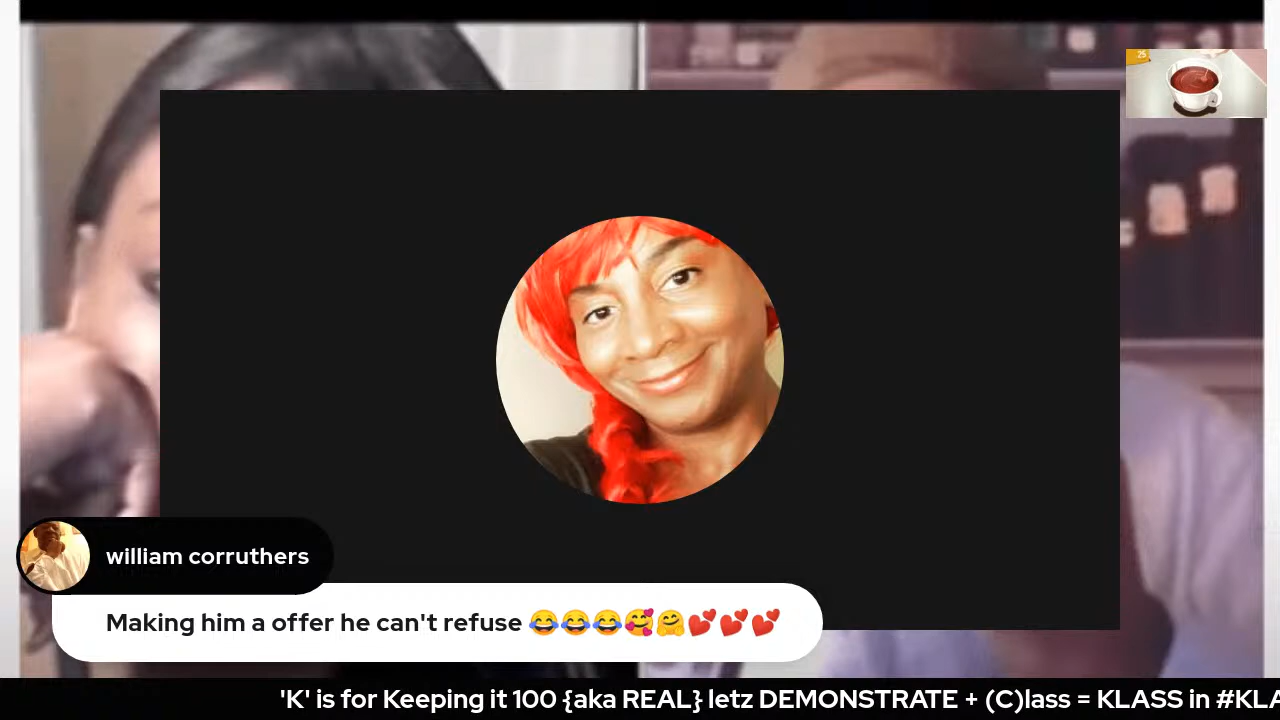 25
william corruthers
Making him a offer he can't refuse 😂😂😂🥰🤗💕💕💕
'K' is for Keeping it 100 {aka REAL} letz DEMONSTRATE + (C)lass = KLASS in #KLA